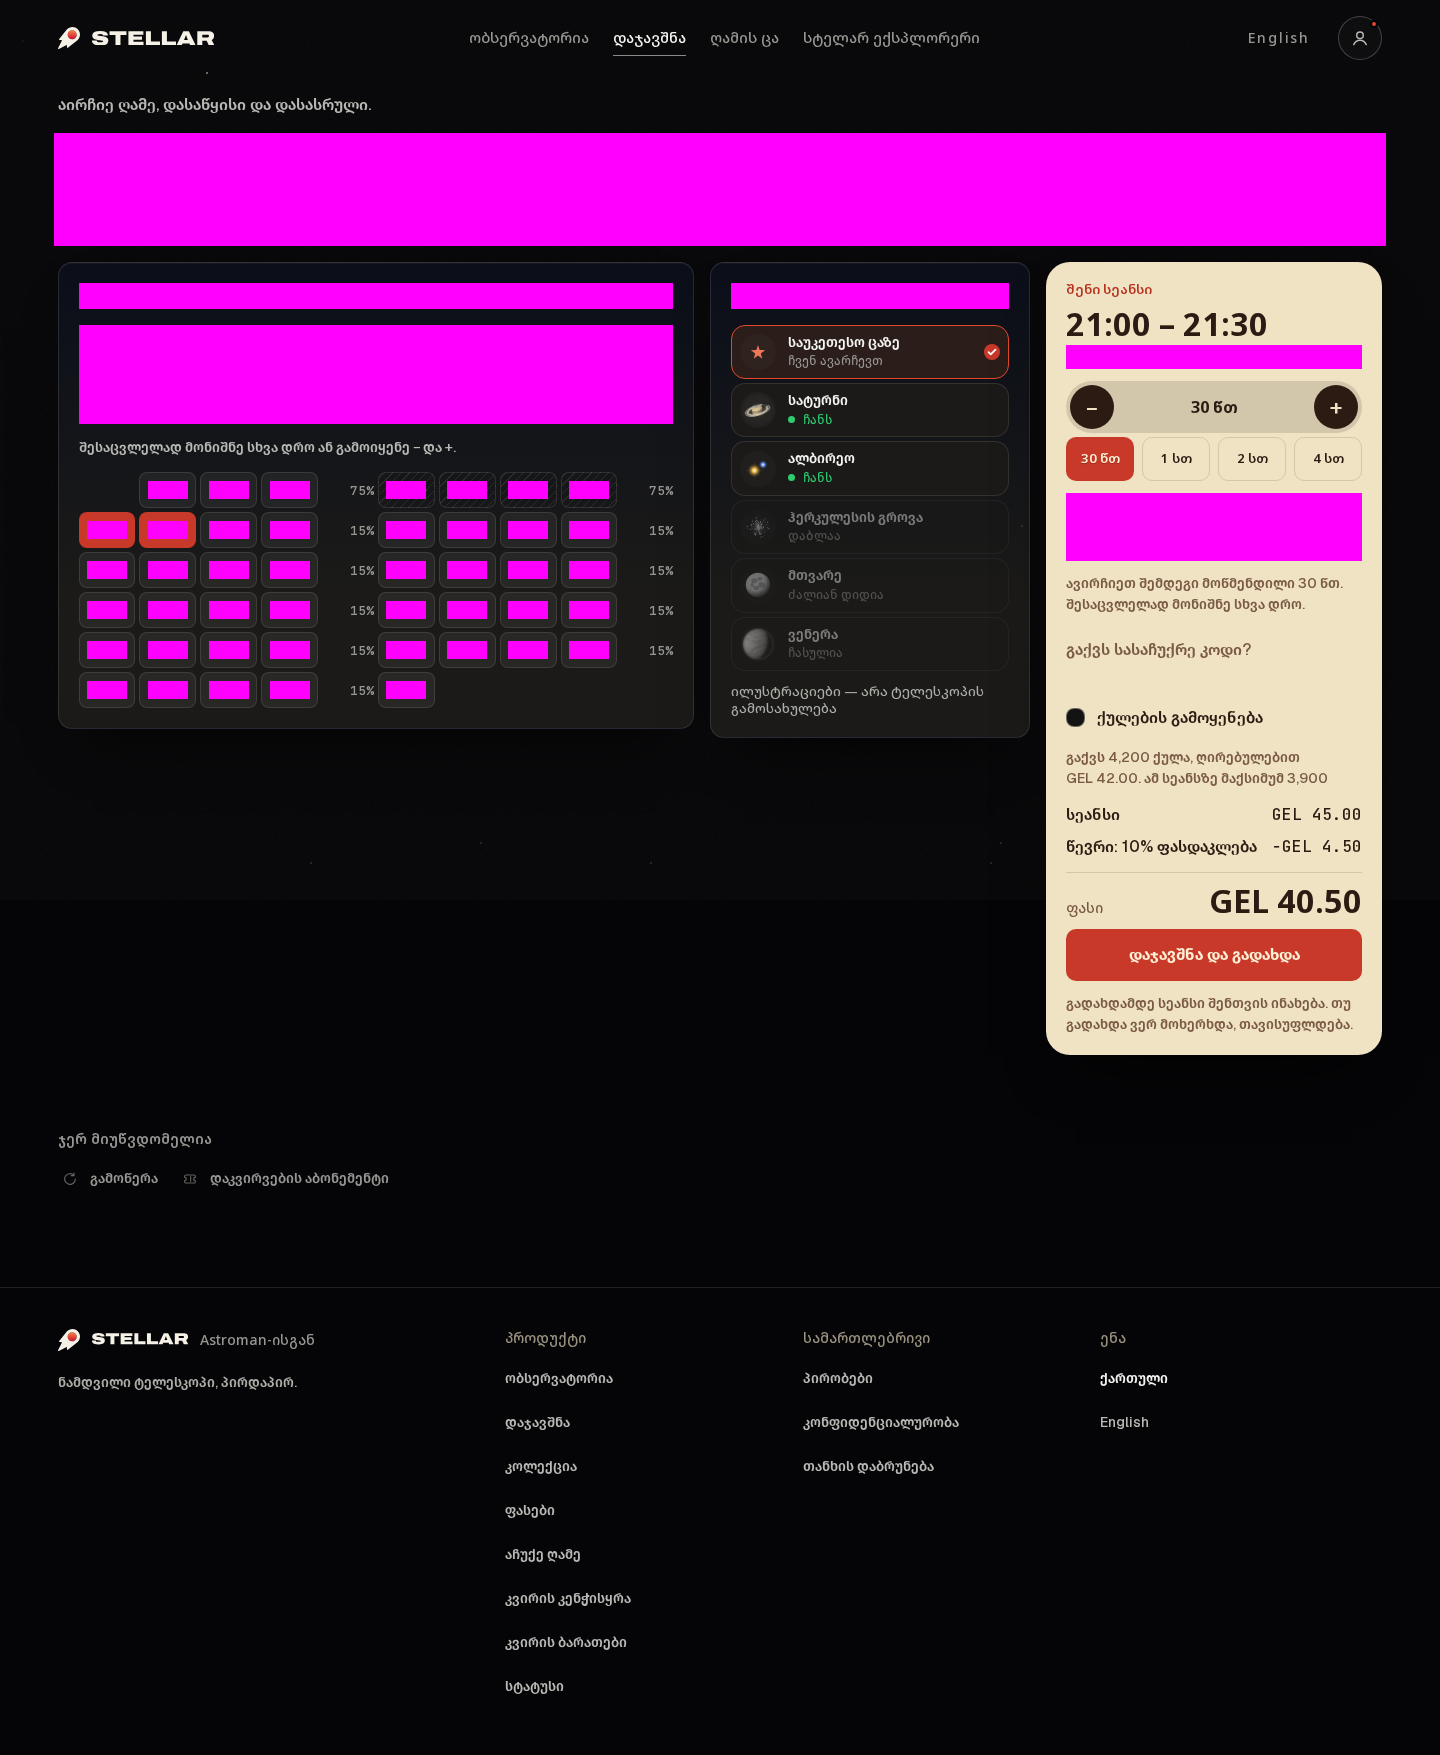 STELLAR
ობსერვატორია
დაჯავშნა
ღამის ცა
სტელარ ექსპლორერი
English
აირჩიე ღამე, დასაწყისი და დასასრული.
შესაცვლელად მონიშნე სხვა დრო ან გამოიყენე – და +.
75% 75%
15% 15%
15% 15%
15% 15%
15% 15%
15%
საუკეთესო ცაზე
ჩვენ ავარჩევთ
სატურნი
ჩანს
ალბირეო
ჩანს
ჰერკულესის გროვა
დაბლაა
მთვარე
ძალიან დიდია
ვენერა
ჩასულია
ილუსტრაციები — არა ტელესკოპის
გამოსახულება
შენი სეანსი
21:00 – 21:30
– 30 წთ +
30 წთ 1 სთ 2 სთ 4 სთ
ავირჩიეთ შემდეგი მოწმენდილი 30 წთ.
შესაცვლელად მონიშნე სხვა დრო.
გაქვს სასაჩუქრე კოდი?
ქულების გამოყენება
გაქვს 4,200 ქულა, ღირებულებით
GEL 42.00. ამ სეანსზე მაქსიმუმ 3,900
სეანსი GEL 45.00
წევრი: 10% ფასდაკლება -GEL 4.50
ფასი GEL 40.50
დაჯავშნა და გადახდა
გადახდამდე სეანსი შენთვის ინახება. თუ
გადახდა ვერ მოხერხდა, თავისუფლდება.
ჯერ მიუწვდომელია
გამოწერა
დაკვირვების აბონემენტი
STELLAR Astroman-ისგან
ნამდვილი ტელესკოპი, პირდაპირ.
პროდუქტი
ობსერვატორია
დაჯავშნა
კოლექცია
ფასები
აჩუქე ღამე
კვირის კენჭისყრა
კვირის ბარათები
სტატუსი
სამართლებრივი
პირობები
კონფიდენციალურობა
თანხის დაბრუნება
ენა
ქართული
English